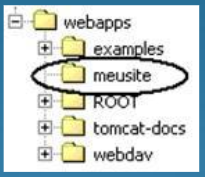 webapps
examples
meusite
ROOT
tomcat-docs
webdav